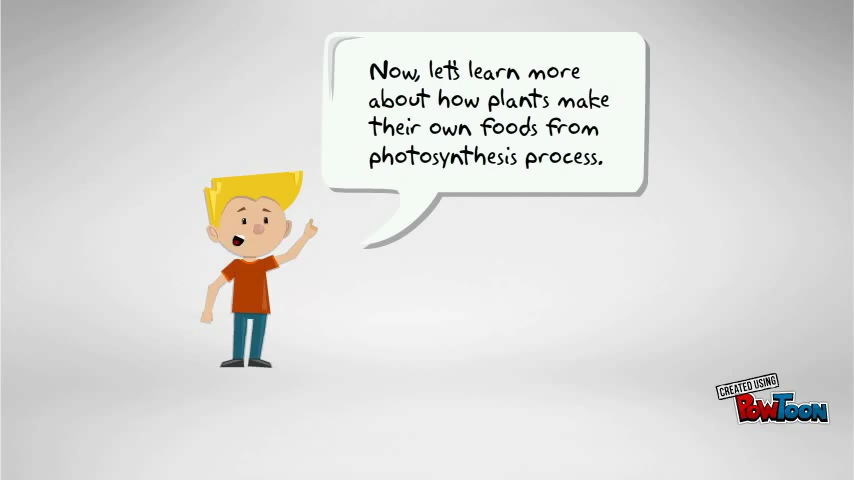 Now, let's learn more
about how plants make
their own foods from
photosynthesis process.
CREATED USING
POWTOON